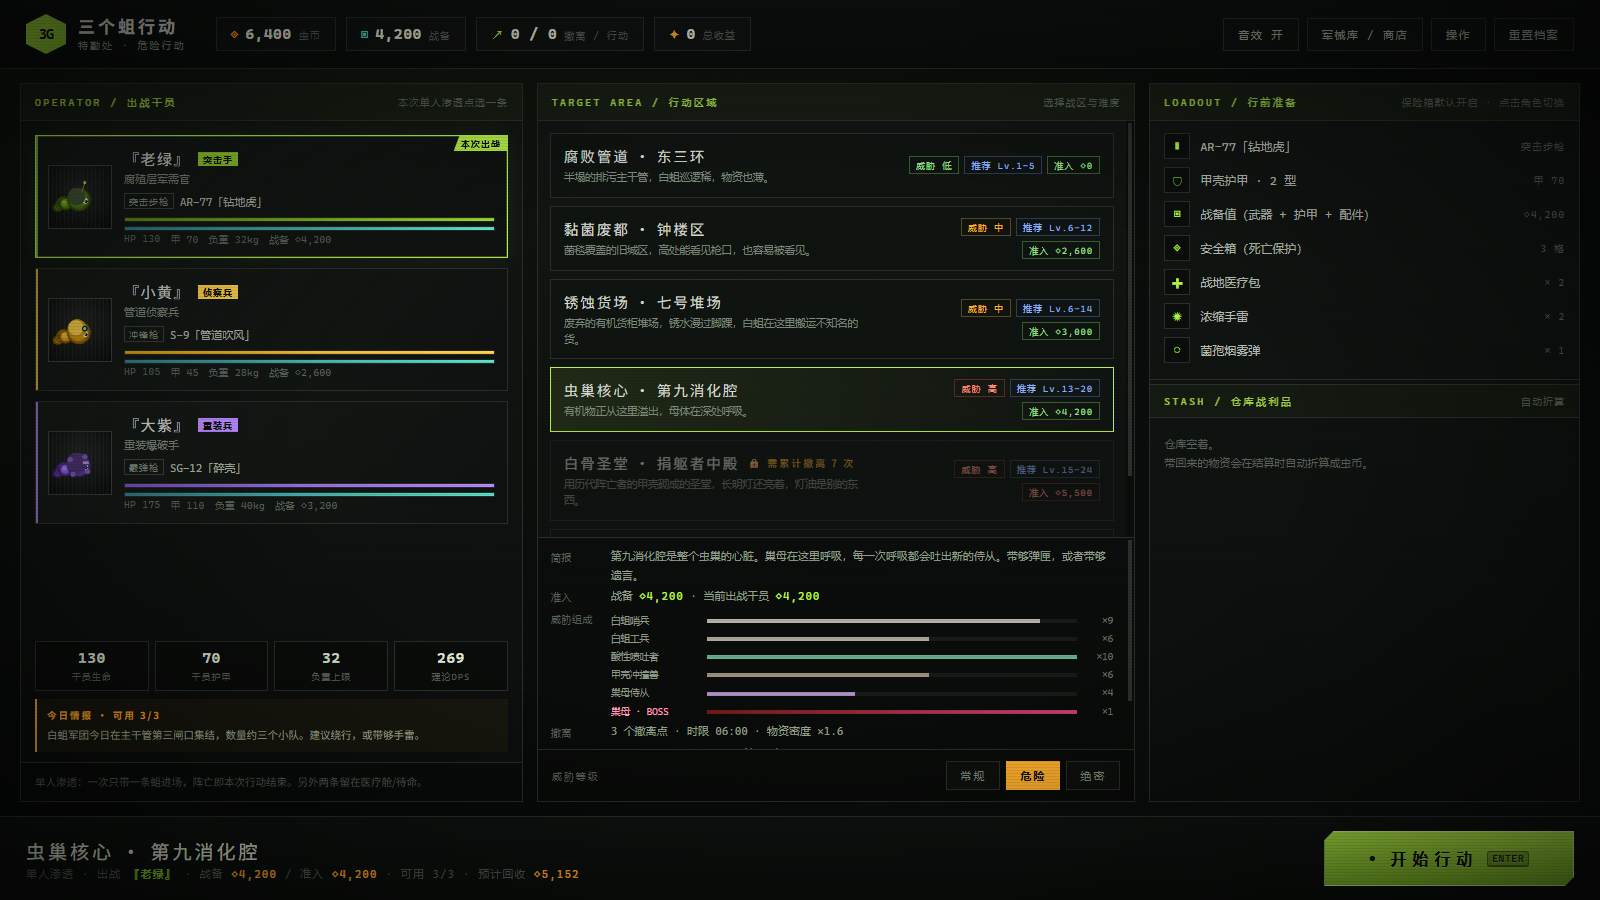 3G
三个蛆行动
特勤处 · 危险行动
6,400 虫币
4,200 战备
0 / 0 撤离 / 行动
0 总收益
音效 开
军械库 / 商店
操作
重置档案
OPERATOR / 出战干员
本次单人渗透点选一条
本次出战
『老绿』 突击手
腐殖层军需官
突击步枪 AR-77「钻地虎」
HP 130 甲 70 负重 32kg 战备 ◇4,200
『小黄』 侦察兵
管道侦察兵
冲锋枪 S-9「管道吹风」
HP 105 甲 45 负重 28kg 战备 ◇2,600
『大紫』 重装兵
重装爆破手
霰弹枪 SG-12「碎壳」
HP 175 甲 110 负重 40kg 战备 ◇3,200
130
干员生命
70
干员护甲
32
负重上限
269
理论DPS
今日情报 · 可用 3/3
白蛆军团今日在主干管第三闸口集结，数量约三个小队。建议绕行，或带够手雷。
单人渗透：一次只带一条蛆进场，阵亡即本次行动结束。另外两条留在医疗舱/待命。
TARGET AREA / 行动区域
选择战区与难度
腐败管道 · 东三环
半塌的排污主干管，白蛆巡逻稀，物资也薄。
威胁 低
推荐 Lv.1-5
准入 ◇0
黏菌废都 · 钟楼区
菌毯覆盖的旧城区，高处能看见枪口，也容易被看见。
威胁 中
推荐 Lv.6-12
准入 ◇2,600
锈蚀货场 · 七号堆场
废弃的有机货柜堆场，锈水漫过脚踝，白蛆在这里搬运不知名的
货。
威胁 中
推荐 Lv.6-14
准入 ◇3,000
虫巢核心 · 第九消化腔
有机物正从这里溢出，母体在深处呼吸。
威胁 高
推荐 Lv.13-20
准入 ◇4,200
白骨圣堂 · 捐躯者中殿 需累计撤离 7 次
用历代阵亡者的甲壳砌成的圣堂，长明灯还亮着，灯油是别的东
西。
威胁 高
推荐 Lv.15-24
准入 ◇5,500
简报
第九消化腔是整个虫巢的心脏。巢母在这里呼吸，每一次呼吸都会吐出新的侍从。带够弹匣，或者带够
遗言。
准入
战备 ◇4,200 · 当前出战干员 ◇4,200
威胁组成
白蛆哨兵 ×9
白蛆工兵 ×6
酸性喷吐者 ×10
甲壳冲撞兽 ×6
巢母侍从 ×4
巢母 · BOSS ×1
撤离
3 个撤离点 · 时限 06:00 · 物资密度 ×1.6
威胁等级
常规
危险
绝密
LOADOUT / 行前准备
保险箱默认开启 · 点击角色切换
AR-77「钻地虎」 突击步枪
甲壳护甲 · 2 型 甲 70
战备值（武器 + 护甲 + 配件） ◇4,200
安全箱（死亡保护） 3 格
战地医疗包 × 2
浓缩手雷 × 2
菌孢烟雾弹 × 1
STASH / 仓库战利品
自动折算
仓库空着。
带回来的物资会在结算时自动折算成虫币。
虫巢核心 · 第九消化腔
单人渗透 · 出战 『老绿』 · 战备 ◇4,200 / 准入 ◇4,200 · 可用 3/3 · 预计回收 ◇5,152
• 开始行动 ENTER